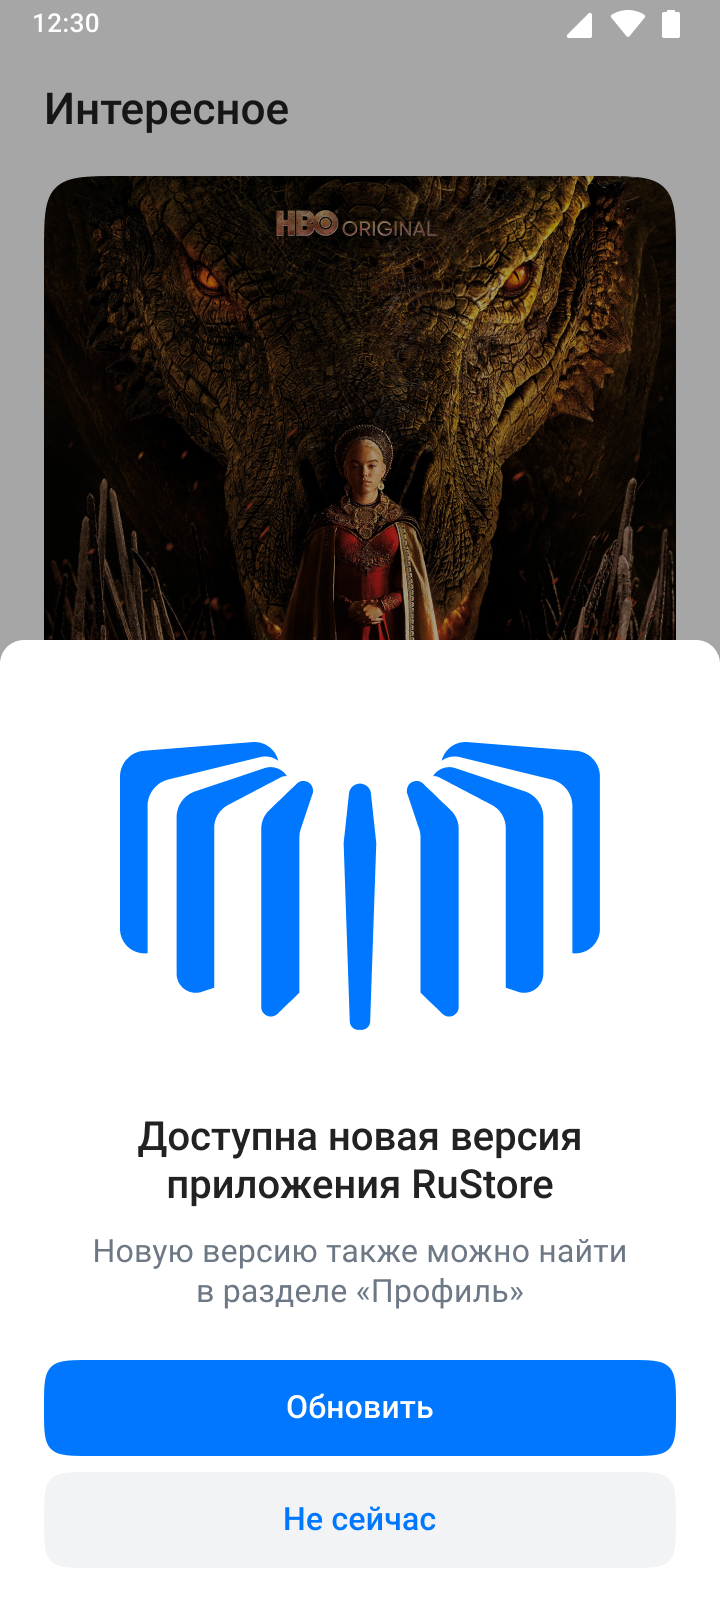 12:30
Интересное
HBO ORIGINAL
Доступна новая версия
приложения RuStore
Новую версию также можно найти
в разделе «Профиль»
Обновить
Не сейчас